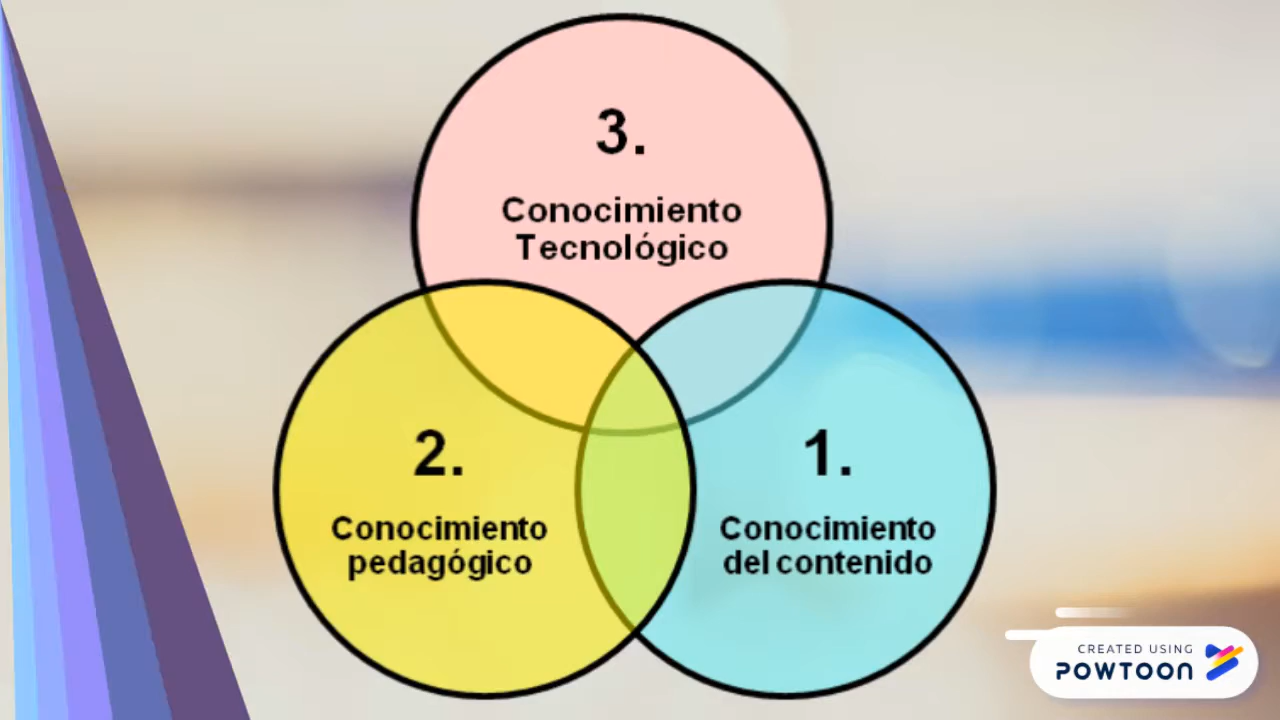 3.
Conocimiento
Tecnológico
2.
Conocimiento
pedagógico
1.
Conocimiento
del contenido
CREATED USING
POWTOON